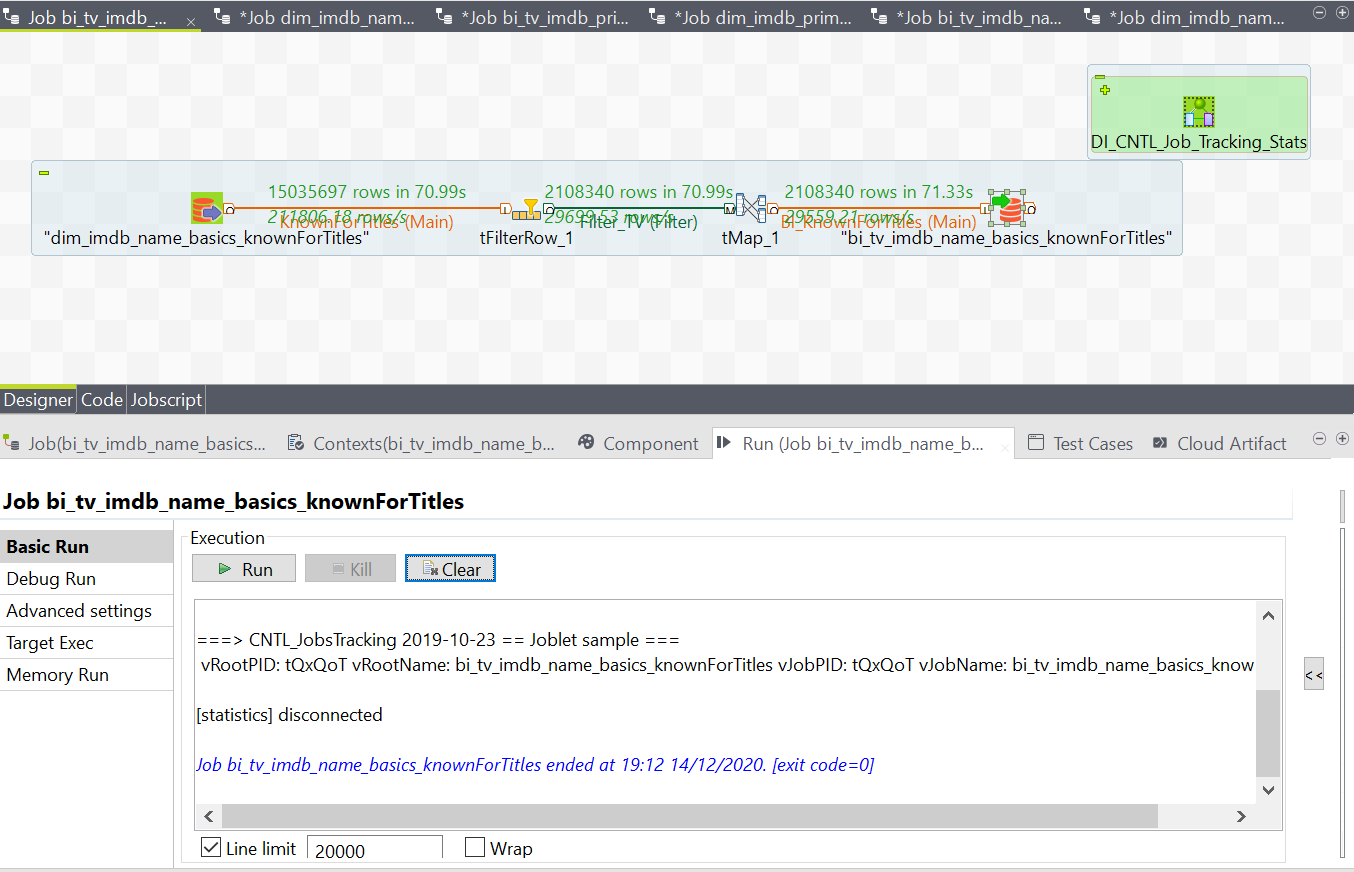 Job bi_tv_imdb_... *Job dim_imdb_nam... *Job bi_tv_imdb_pri... *Job dim_imdb_prim... *Job bi_tv_imdb_na... *Job dim_imdb_nam...
DI_CNTL_Job_Tracking_Stats
15035697 rows in 70.99s 2108340 rows in 70.99s 2108340 rows in 71.33s
211806.18 rows/s 29699.53 rows/s 29559.21 rows/s
KnownForTitles (Main) Filter_TV (Filter) BI_KnownForTitles (Main)
"dim_imdb_name_basics_knownForTitles" tFilterRow_1 tMap_1 "bi_tv_imdb_name_basics_knownForTitles"
Designer Code Jobscript
Job(bi_tv_imdb_name_basics... Contexts(bi_tv_imdb_name_b... Component Run (Job bi_tv_imdb_name_b... Test Cases Cloud Artifact
Job bi_tv_imdb_name_basics_knownForTitles
Basic Run
Debug Run
Advanced settings
Target Exec
Memory Run
Execution
Run Kill Clear
===> CNTL_JobsTracking 2019-10-23 == Joblet sample ===
vRootPID: tQxQoT vRootName: bi_tv_imdb_name_basics_knownForTitles vJobPID: tQxQoT vJobName: bi_tv_imdb_name_basics_know
[statistics] disconnected
Job bi_tv_imdb_name_basics_knownForTitles ended at 19:12 14/12/2020. [exit code=0]
<<
Line limit 20000 Wrap